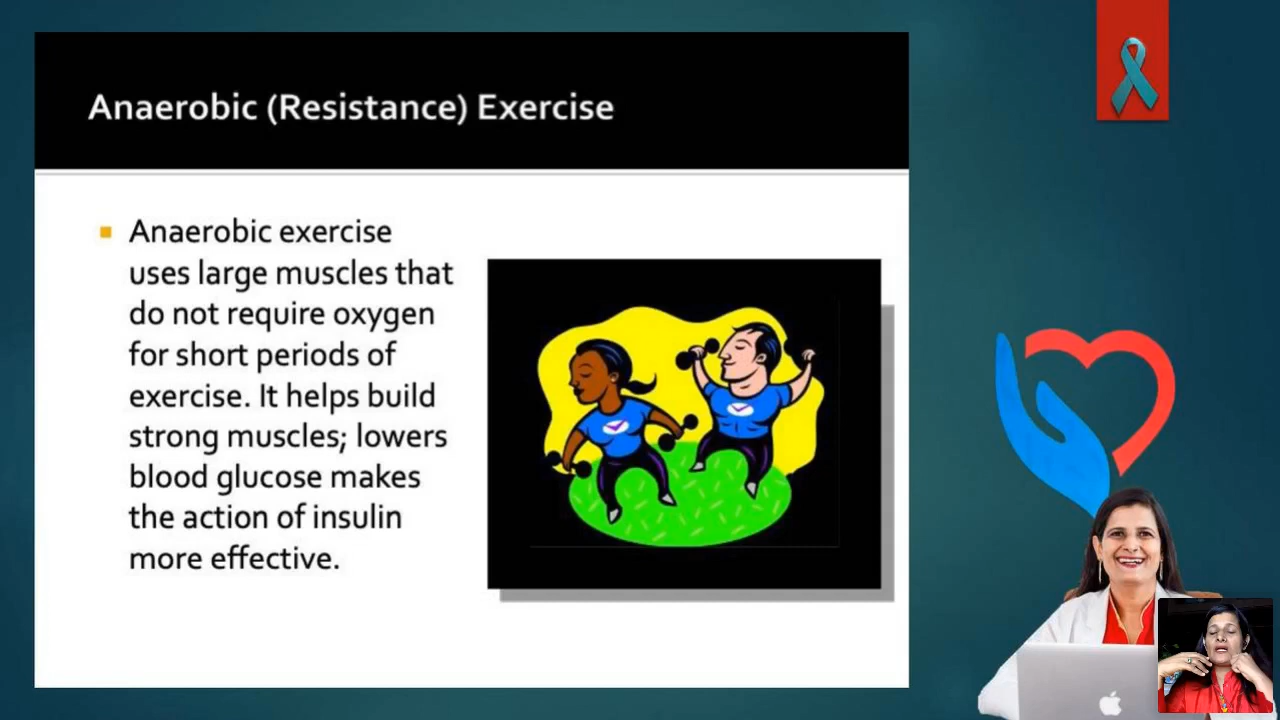 Anaerobic (Resistance) Exercise
Anaerobic exercise
uses large muscles that
do not require oxygen
for short periods of
exercise. It helps build
strong muscles; lowers
blood glucose makes
the action of insulin
more effective.